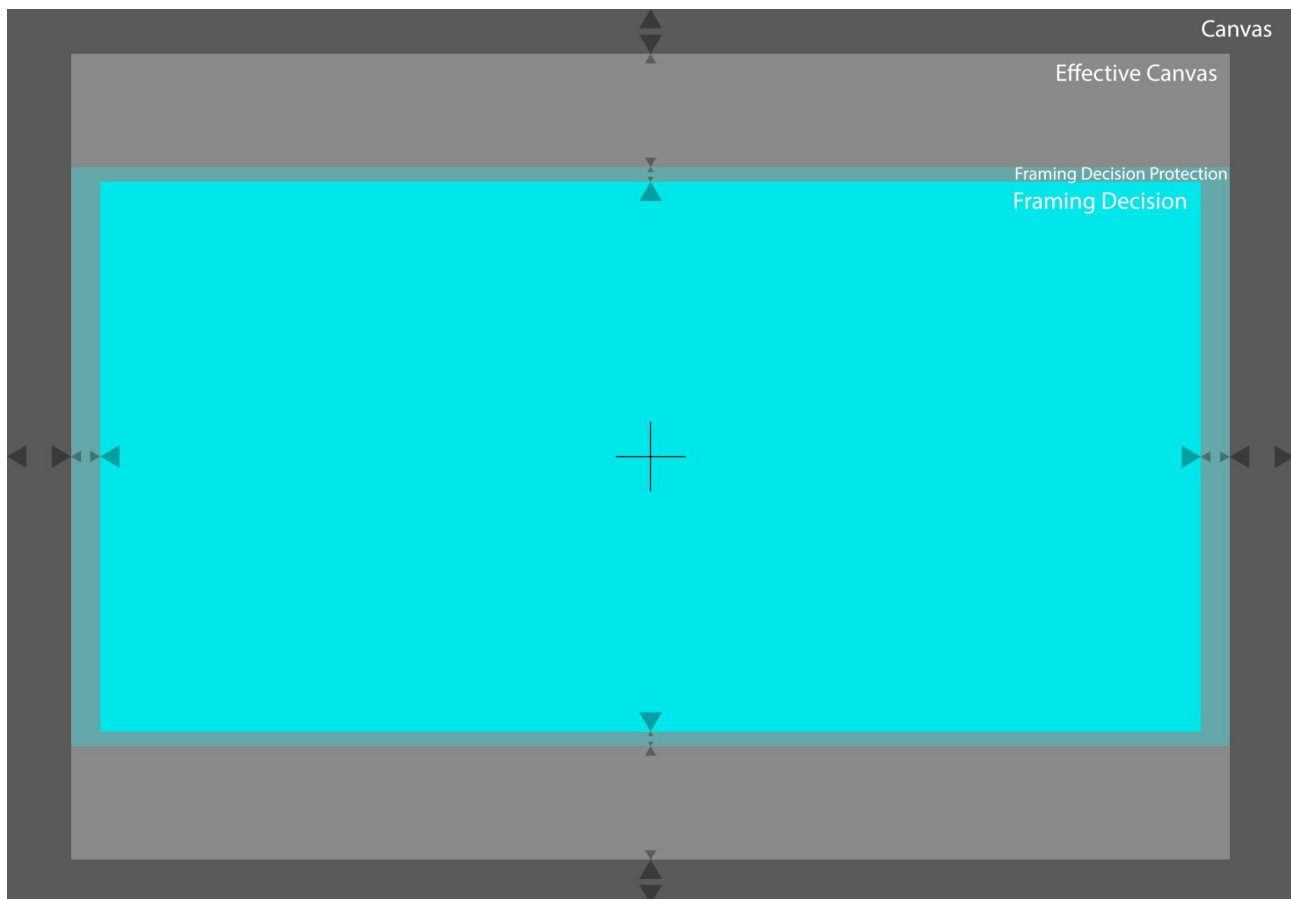 Canvas
Effective Canvas
Framing Decision Protection
Framing Decision